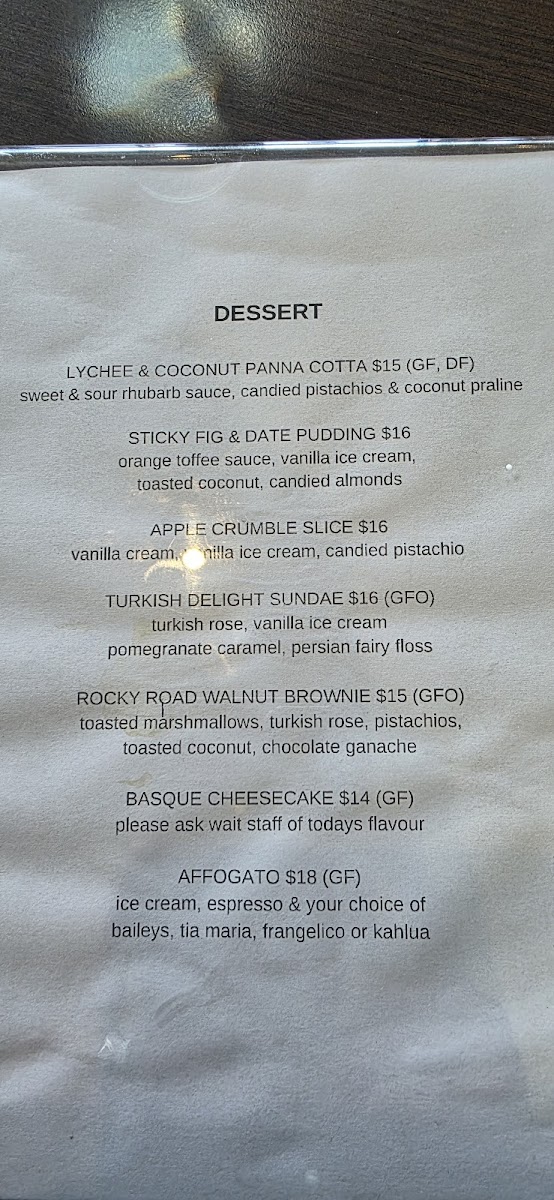 DESSERT
LYCHEE & COCONUT PANNA COTTA $15 (GF, DF)
sweet & sour rhubarb sauce, candied pistachios & coconut praline
STICKY FIG & DATE PUDDING $16
orange toffee sauce, vanilla ice cream,
toasted coconut, candied almonds
APPLE CRUMBLE SLICE $16
vanilla cream, vanilla ice cream, candied pistachio
TURKISH DELIGHT SUNDAE $16 (GFO)
turkish rose, vanilla ice cream
pomegranate caramel, persian fairy floss
ROCKY ROAD WALNUT BROWNIE $15 (GFO)
toasted marshmallows, turkish rose, pistachios,
toasted coconut, chocolate ganache
BASQUE CHEESECAKE $14 (GF)
please ask wait staff of todays flavour
AFFOGATO $18 (GF)
ice cream, espresso & your choice of
baileys, tia maria, frangelico or kahlua